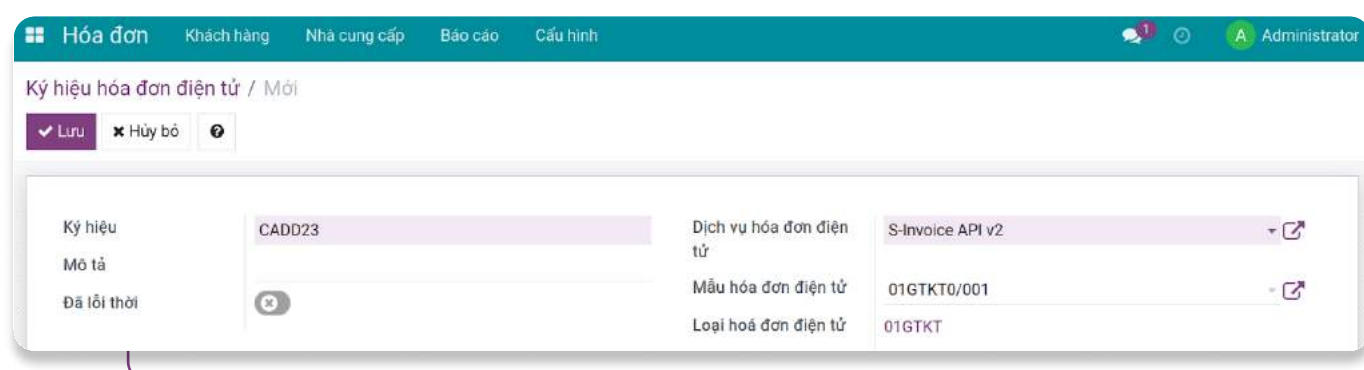 Hóa đơn Khách hàng Nhà cung cấp Báo cáo Cấu hình 1 A Administrator
Ký hiệu hóa đơn điện tử / Mới
Lưu Hủy bỏ ?
Ký hiệu CADD23 Dịch vụ hóa đơn điện tử S-Invoice API v2
Mô tả
Mẫu hóa đơn điện tử 01GTKT0/001
Đã lỗi thời
Loại hoá đơn điện tử 01GTKT